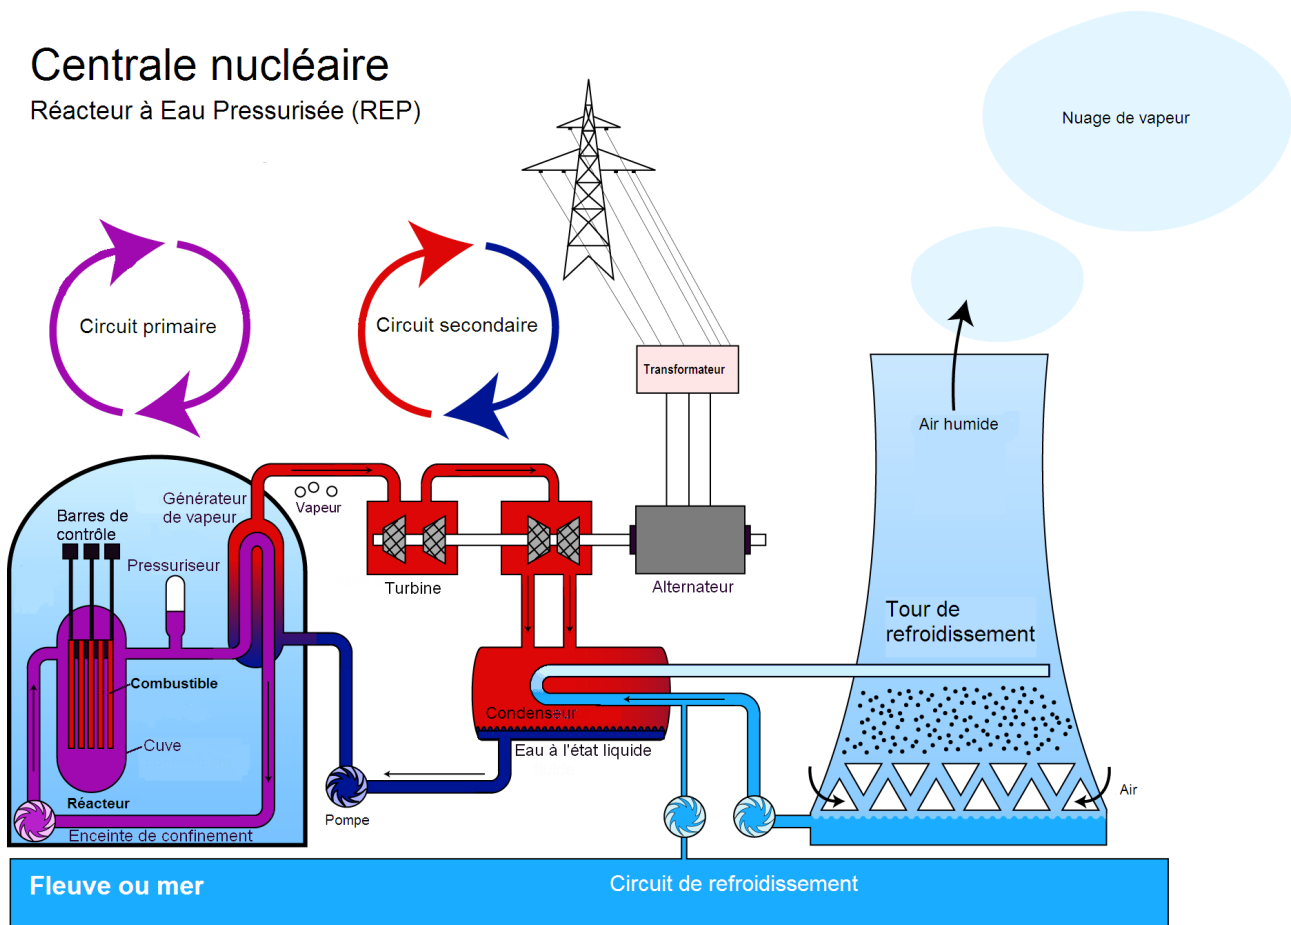 Centrale nucléaire
Réacteur à Eau Pressurisée (REP)
Nuage de vapeur
Circuit primaire
Circuit secondaire
Transformateur
Air humide
Générateur
de vapeur
Vapeur
Barres de
contrôle
Pressuriseur
Turbine
Alternateur
Tour de
refroidissement
Combustible
Condenseur
Cuve
Eau à l'état liquide
Réacteur
Air
Pompe
Enceinte de confinement
Fleuve ou mer
Circuit de refroidissement